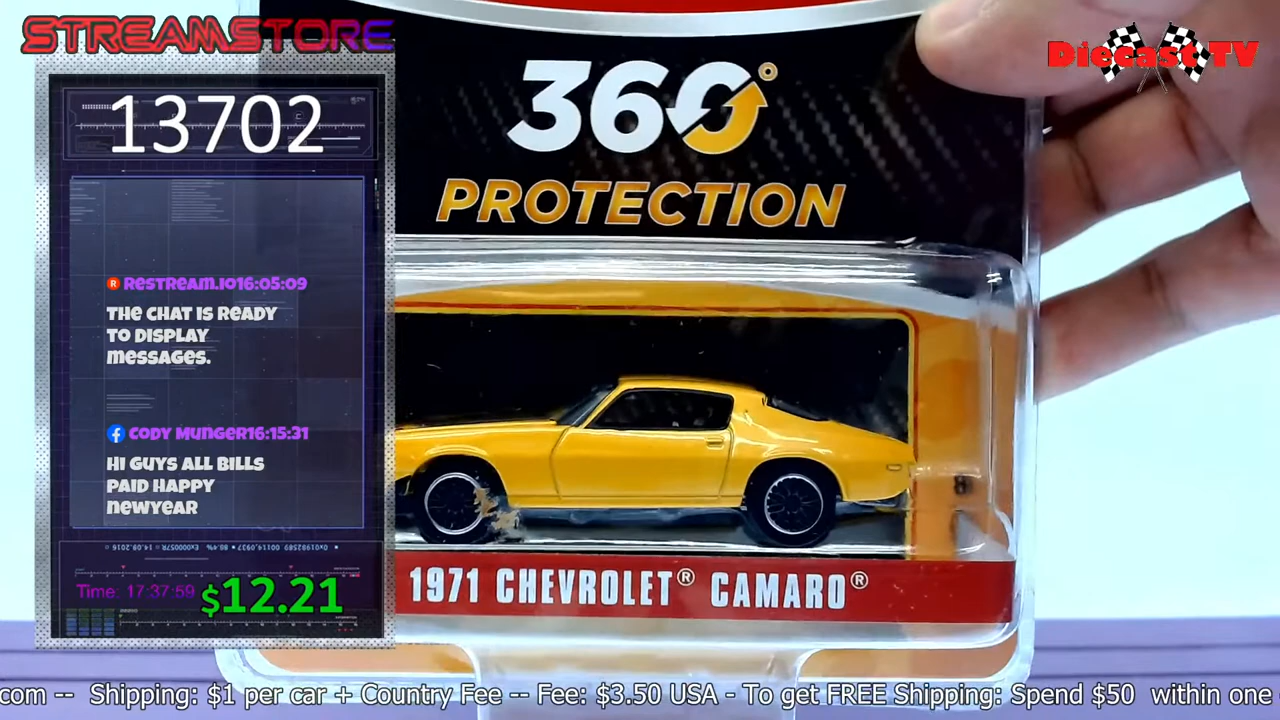 STREAMSTORE
Diecast TV
13702
360°
PROTECTION
Restream.io16:05:09
THE CHAT IS READY
TO DISPLAY
messages.
Cody Munger16:15:31
HI GUYS ALL BILLS
PAID HAPPY
newyear
Time: 17:37:59
$12.21
1971 CHEVROLET® CAMARO®
.com -- Shipping: $1 per car + Country Fee -- Fee: $3.50 USA - To get FREE Shipping: Spend $50 within one